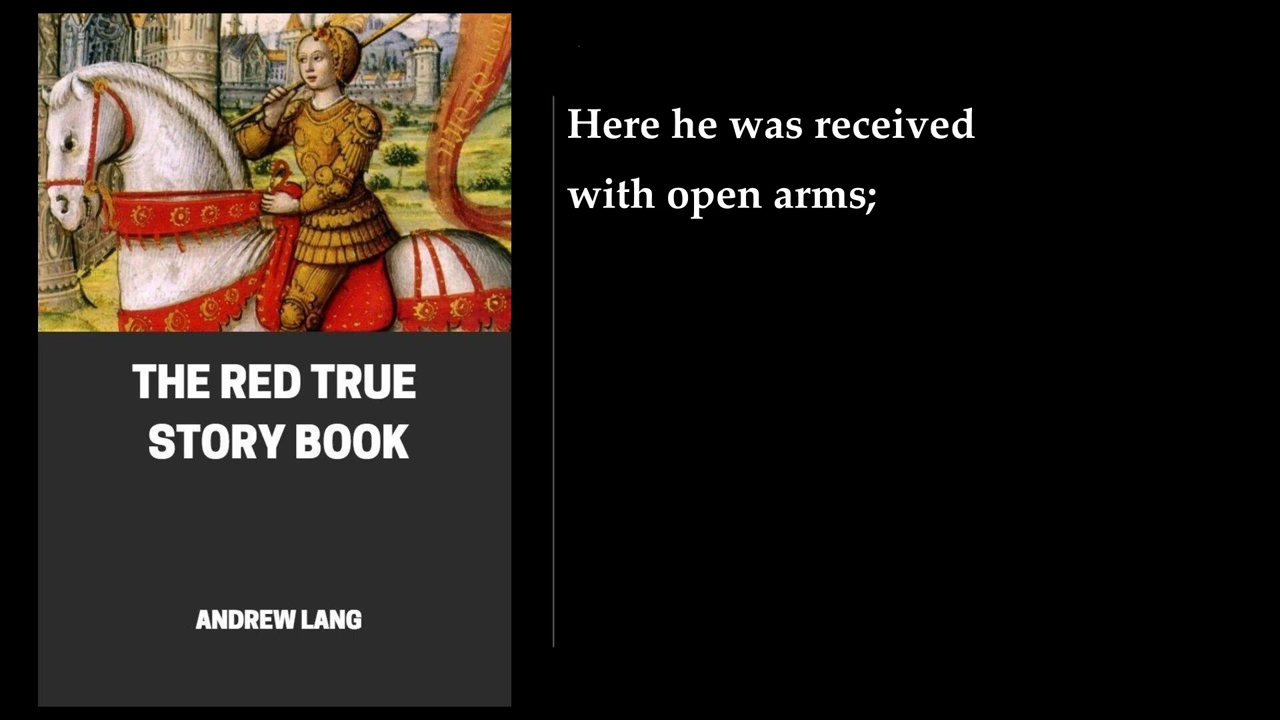 THE RED TRUE
STORY BOOK
ANDREW LANG
Here he was received
with open arms;